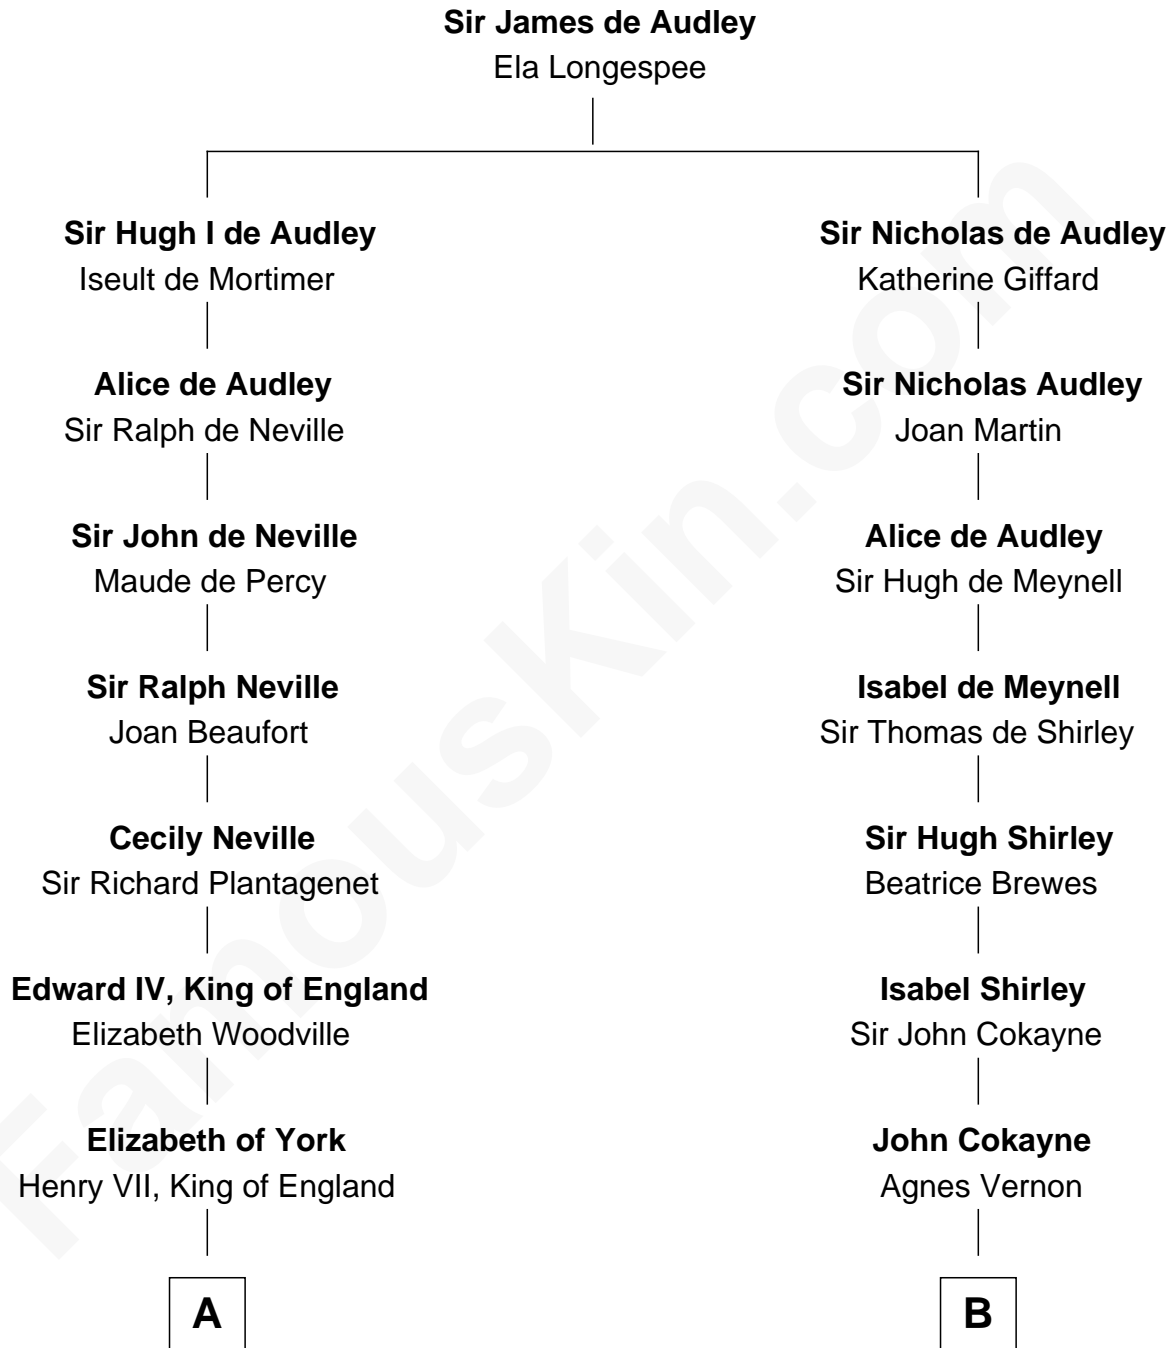 Sir James de Audley
Ela Longespee
Sir Hugh I de Audley
Iseult de Mortimer
Sir Nicholas de Audley
Katherine Giffard
Alice de Audley
Sir Ralph de Neville
Sir Nicholas Audley
Joan Martin
Sir John de Neville
Maude de Percy
Alice de Audley
Sir Hugh de Meynell
Sir Ralph Neville
Joan Beaufort
Isabel de Meynell
Sir Thomas de Shirley
Cecily Neville
Sir Richard Plantagenet
Sir Hugh Shirley
Beatrice Brewes
Edward IV, King of England
Elizabeth Woodville
Isabel Shirley
Sir John Cokayne
Elizabeth of York
Henry VII, King of England
John Cokayne
Agnes Vernon
A
B
FamousKin.com